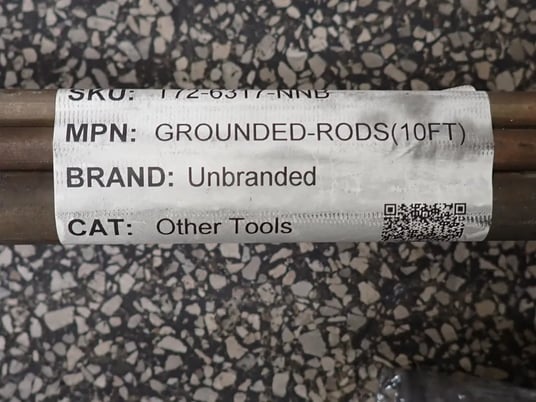 SKU: 172-6317-NNB
MPN: GROUNDED-RODS(10FT)
BRAND: Unbranded
CAT: Other Tools